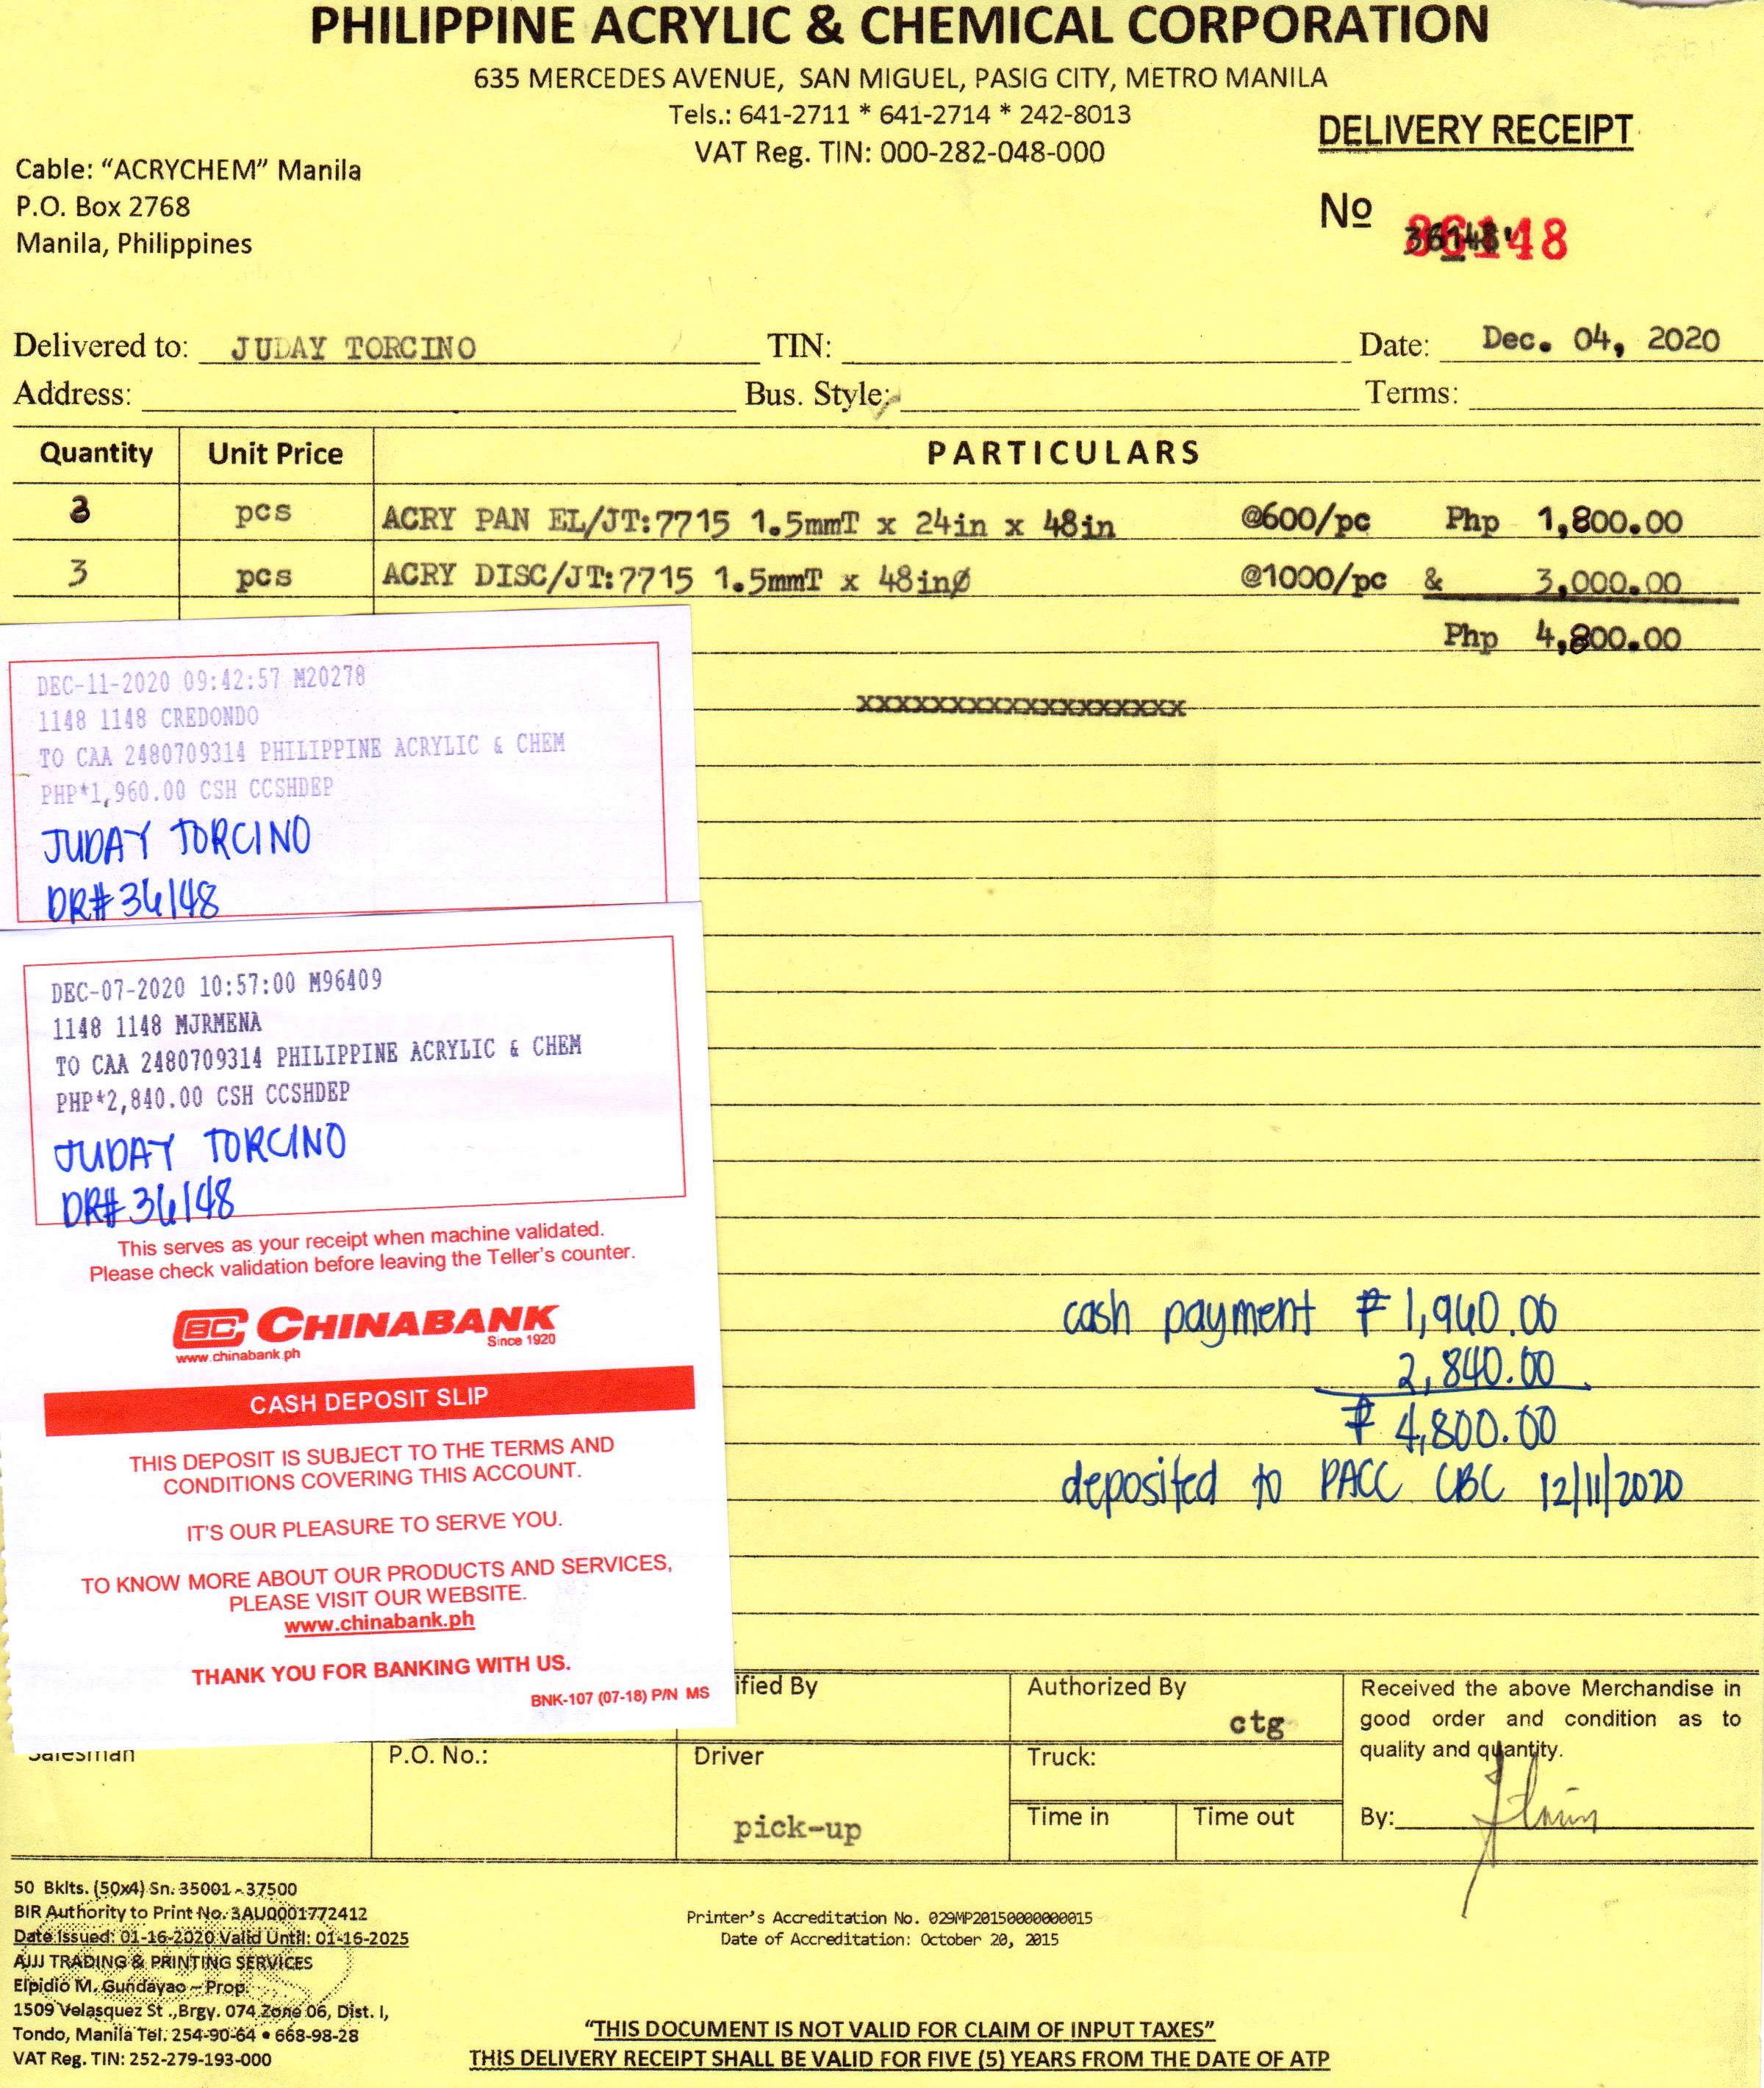 PHILIPPINE ACRYLIC & CHEMICAL CORPORATION
635 MERCEDES AVENUE, SAN MIGUEL, PASIG CITY, METRO MANILA
Tels.: 641-2711 * 641-2714 * 242-8013
VAT Reg. TIN: 000-282-048-000
DELIVERY RECEIPT
Cable: "ACRYCHEM" Manila
P.O. Box 2768
Manila, Philippines
№ 36148
Delivered to: JUDAY TORCINO TIN: Date: Dec. 04, 2020
Address: Bus. Style: Terms:
Quantity Unit Price PARTICULARS
3 pcs ACRY PAN EL/JT:7715 1.5mmT x 24in x 48in @600/pc Php 1,800.00
3 pcs ACRY DISC/JT:7715 1.5mmT x 48inØ @1000/pc & 3,000.00
Php 4,800.00
xxxxxxxxxxxxxxxxxx
DEC-11-2020 09:42:57 M20278
1148 1148 CREDONDO
TO CAA 2480709314 PHILIPPINE ACRYLIC & CHEM
PHP*1,960.00 CSH CCSHDEP
JUDAY TORCINO
DR# 36148
DEC-07-2020 10:57:00 M96409
1148 1148 MJRMENA
TO CAA 2480709314 PHILIPPINE ACRYLIC & CHEM
PHP*2,840.00 CSH CCSHDEP
JUDAY TORCINO
DR# 36148
This serves as your receipt when machine validated.
Please check validation before leaving the Teller's counter.
CBC CHINABANK
Since 1920
www.chinabank.ph
CASH DEPOSIT SLIP
THIS DEPOSIT IS SUBJECT TO THE TERMS AND
CONDITIONS COVERING THIS ACCOUNT.
IT'S OUR PLEASURE TO SERVE YOU.
TO KNOW MORE ABOUT OUR PRODUCTS AND SERVICES,
PLEASE VISIT OUR WEBSITE.
www.chinabank.ph
THANK YOU FOR BANKING WITH US.
BNK-107 (07-18) P/N MS
cash payment ₱ 1,960.00
2,840.00
₱ 4,800.00
deposited to PACC CBC 12/11/2020
ified By
Authorized By
ctg
Received the above Merchandise in
good order and condition as to
quality and quantity.
Salesman P.O. No.: Driver Truck:
pick-up
Time in Time out
By:
50 Bklts. (50x4) Sn. 35001 - 37500
BIR Authority to Print No. 3AU0001772412
Date Issued: 01-16-2020 Valid Until: 01-16-2025
AJJJ TRADING & PRINTING SERVICES
Elpidio M. Gundayao - Prop.
1509 Velasquez St .,Brgy. 074 Zone 06, Dist. I,
Tondo, Manila Tel. 254-90-64 • 668-98-28
VAT Reg. TIN: 252-279-193-000
Printer's Accreditation No. 029MP20150000000015
Date of Accreditation: October 20, 2015
"THIS DOCUMENT IS NOT VALID FOR CLAIM OF INPUT TAXES"
THIS DELIVERY RECEIPT SHALL BE VALID FOR FIVE (5) YEARS FROM THE DATE OF ATP